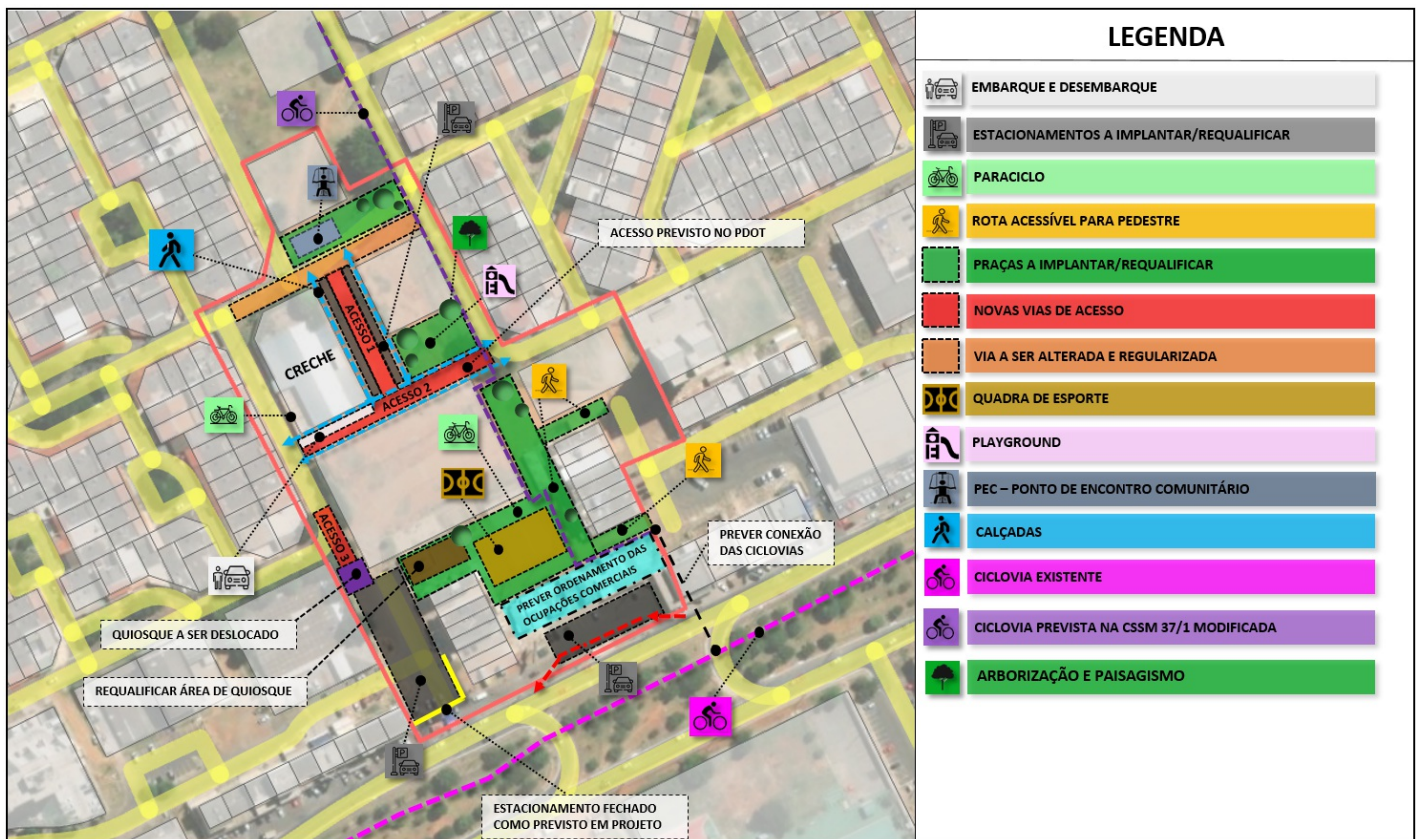 LEGENDA
EMBARQUE E DESEMBARQUE
ESTACIONAMENTOS A IMPLANTAR/REQUALIFICAR
PARACICLO
ROTA ACESSÍVEL PARA PEDESTRE
PRAÇAS A IMPLANTAR/REQUALIFICAR
NOVAS VIAS DE ACESSO
VIA A SER ALTERADA E REGULARIZADA
QUADRA DE ESPORTE
PLAYGROUND
PEC – PONTO DE ENCONTRO COMUNITÁRIO
CALÇADAS
CICLOVIA EXISTENTE
CICLOVIA PREVISTA NA CSSM 37/1 MODIFICADA
ARBORIZAÇÃO E PAISAGISMO
P
ACESSO PREVISTO NO PDOT
ACESSO 1
CRECHE
ACESSO 2
ACESSO 3
PREVER CONEXÃO
DAS CICLOVIAS
PREVER ORDENAMENTO DAS
OCUPAÇÕES COMERCIAIS
QUIOSQUE A SER DESLOCADO
REQUALIFICAR ÁREA DE QUIOSQUE
P
P
ESTACIONAMENTO FECHADO
COMO PREVISTO EM PROJETO